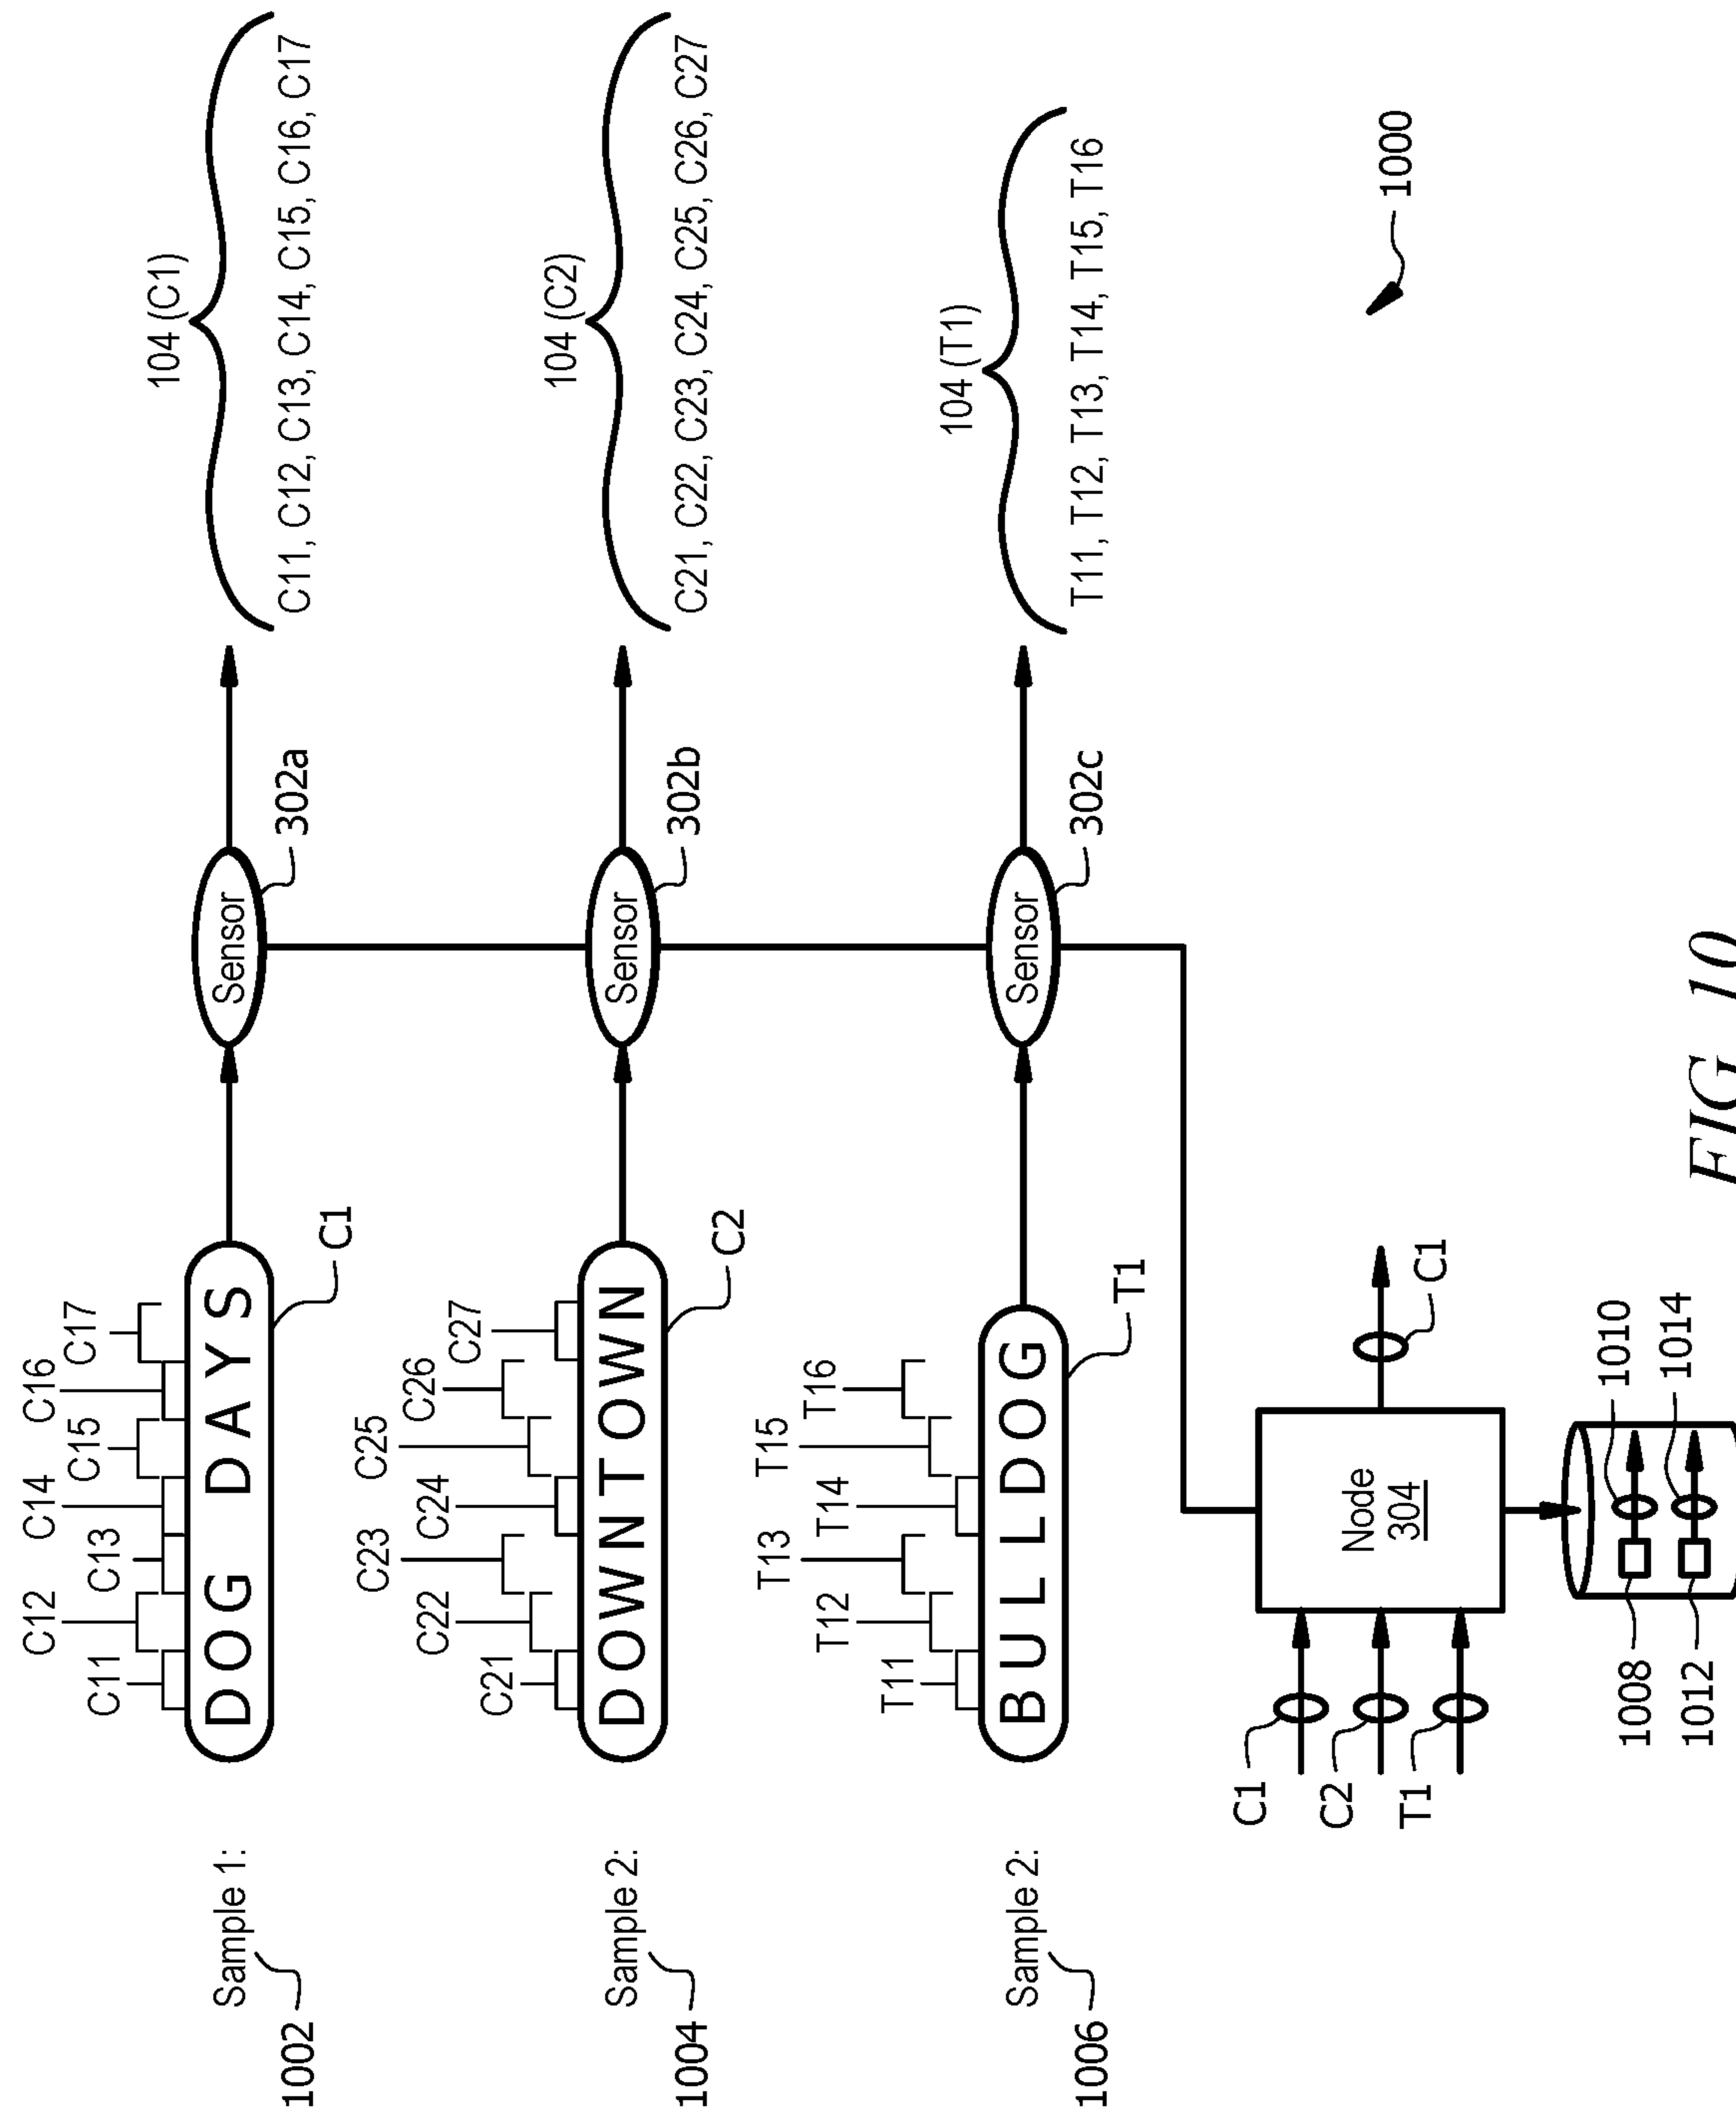 C11
C12
C13
C14
C15
C16
C17
104 (C1)
Sample 1:
DOG DAYS
Sensor
1002
C1
302a
C11, C12, C13, C14, C15, C16, C17
C21
C22
C23
C24
C25
C26
C27
104 (C2)
Sample 2:
DOWNTOWN
Sensor
1004
C2
302b
C21, C22, C23, C24, C25, C26, C27
T11
T12
T13
T14
T15
T16
104 (T1)
Sample 2:
BULLDOG
Sensor
1006
T1
302c
T11, T12, T13, T14, T15, T16
C1
C2
T1
Node
304
C1
1000
1008
1010
1012
1014
FIG. 10